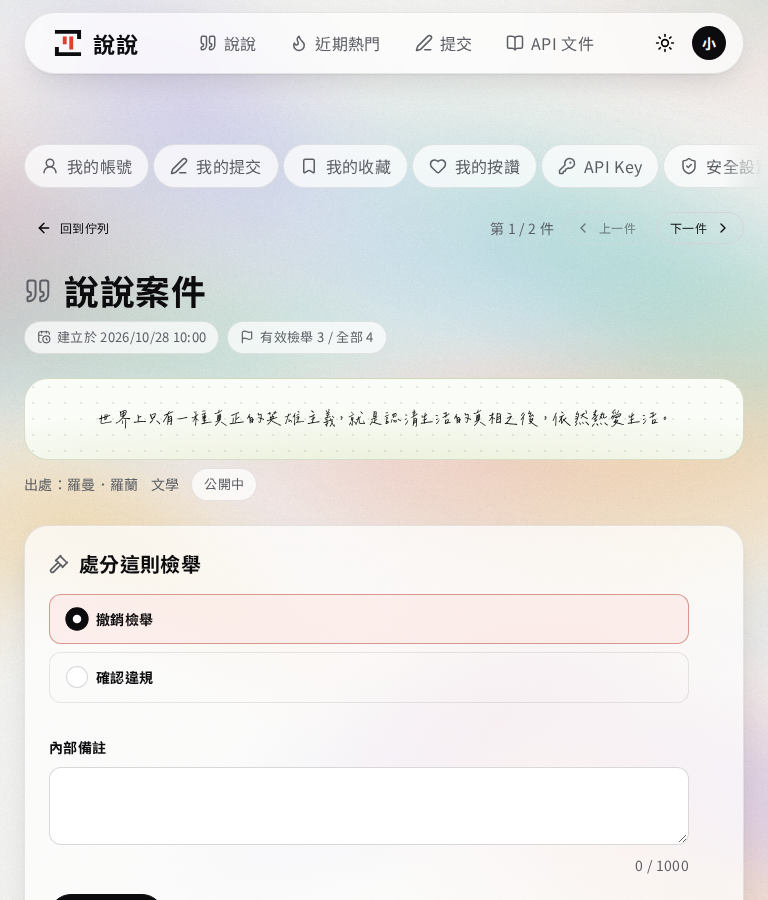 說說
說說
近期熱門
提交
API 文件
小
我的帳號
我的提交
我的收藏
我的按讚
API Key
安全設
回到佇列
第 1 / 2 件
上一件
下一件
說說案件
建立於 2026/10/28 10:00
有效檢舉 3 / 全部 4
世界上只有一種真正的英雄主義，就是認清生活的真相之後，依然熱愛生活。
出處：羅曼・羅蘭
文學
公開中
處分這則檢舉
撤銷檢舉
確認違規
內部備註
0 / 1000